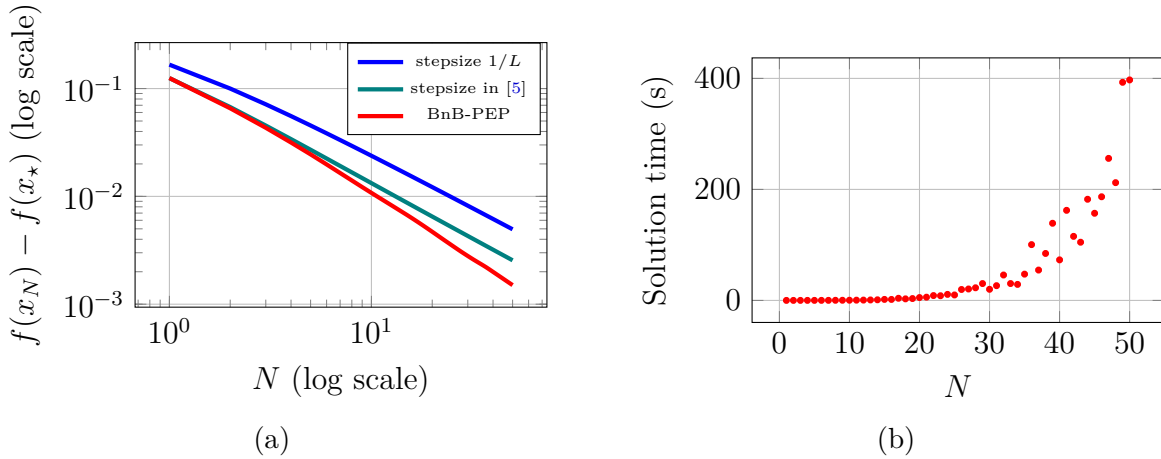 f(x_N) − f(x_⋆) (log scale)
10^{-1}
10^{-2}
10^{-3}
10^0
10^1
N (log scale)
stepsize 1/L
stepsize in [5]
BnB-PEP
(a)
Solution time (s)
400
200
0
0 10 20 30 40 50
N
(b)